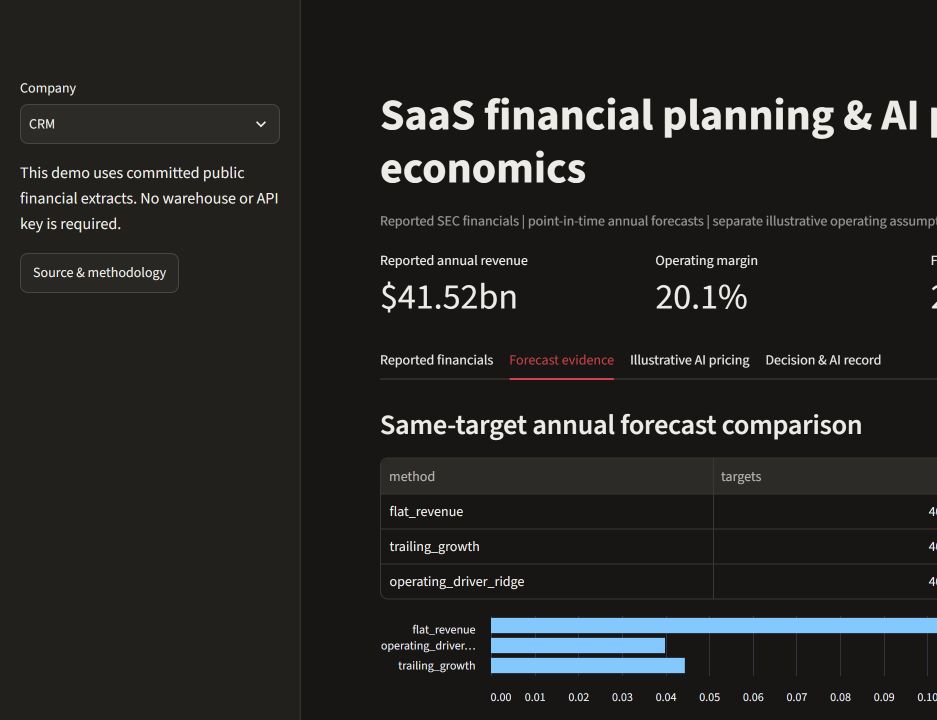 Company
CRM
This demo uses committed public
financial extracts. No warehouse or API
key is required.
Source & methodology
SaaS financial planning & AI
economics
Reported SEC financials | point-in-time annual forecasts | separate illustrative operating assumpt
Reported annual revenue
Operating margin
$41.52bn
20.1%
Reported financials
Forecast evidence
Illustrative AI pricing
Decision & AI record
Same-target annual forecast comparison
method
targets
flat_revenue
trailing_growth
operating_driver_ridge
flat_revenue
operating_driver…
trailing_growth
0.00 0.01 0.02 0.03 0.04 0.05 0.06 0.07 0.08 0.09 0.10